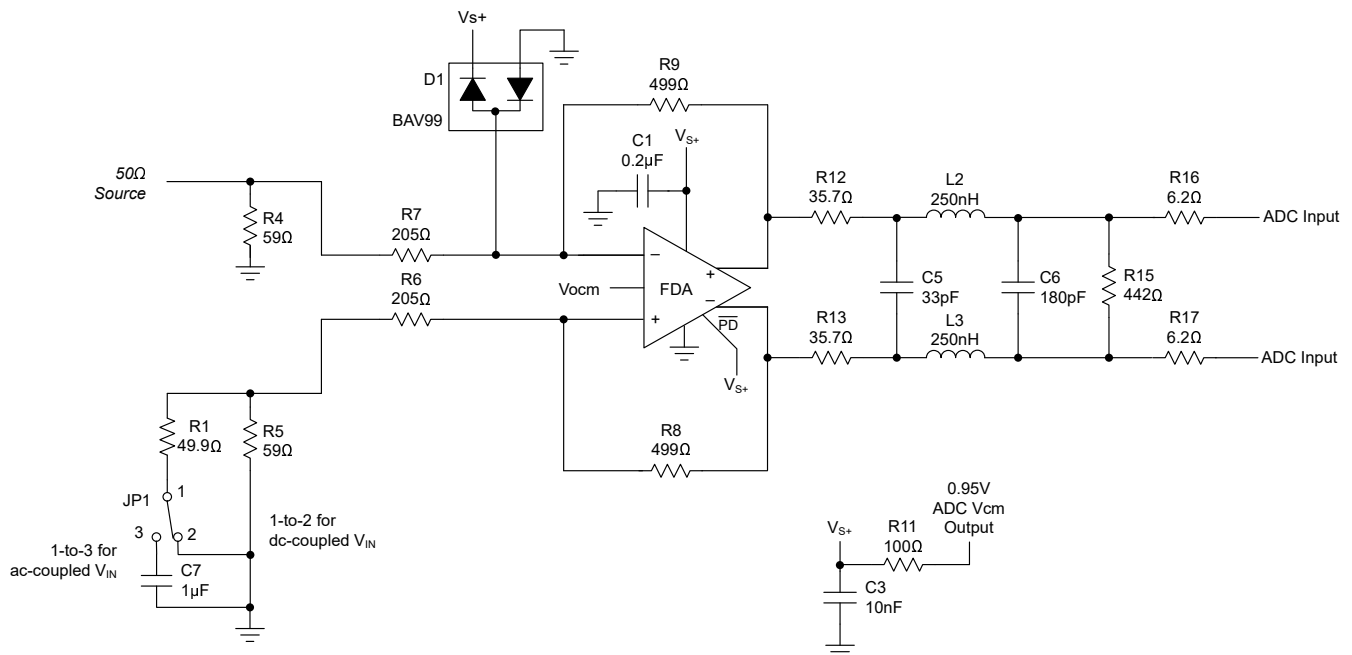 Vs+
D1
BAV99
R9
499Ω
C1
0.2µF
VS+
50Ω
Source
R4
59Ω
R7
205Ω
R6
205Ω
Vocm
−
+
FDA
+
−
PD
VS+
R12
35.7Ω
L2
250nH
R16
6.2Ω
ADC Input
C5
33pF
C6
180pF
R15
442Ω
R13
35.7Ω
L3
250nH
R17
6.2Ω
ADC Input
R8
499Ω
R1
49.9Ω
R5
59Ω
JP1
1
3
2
1-to-2 for
dc-coupled VIN
1-to-3 for
ac-coupled VIN
C7
1µF
0.95V
ADC Vcm
Output
VS+
R11
100Ω
C3
10nF